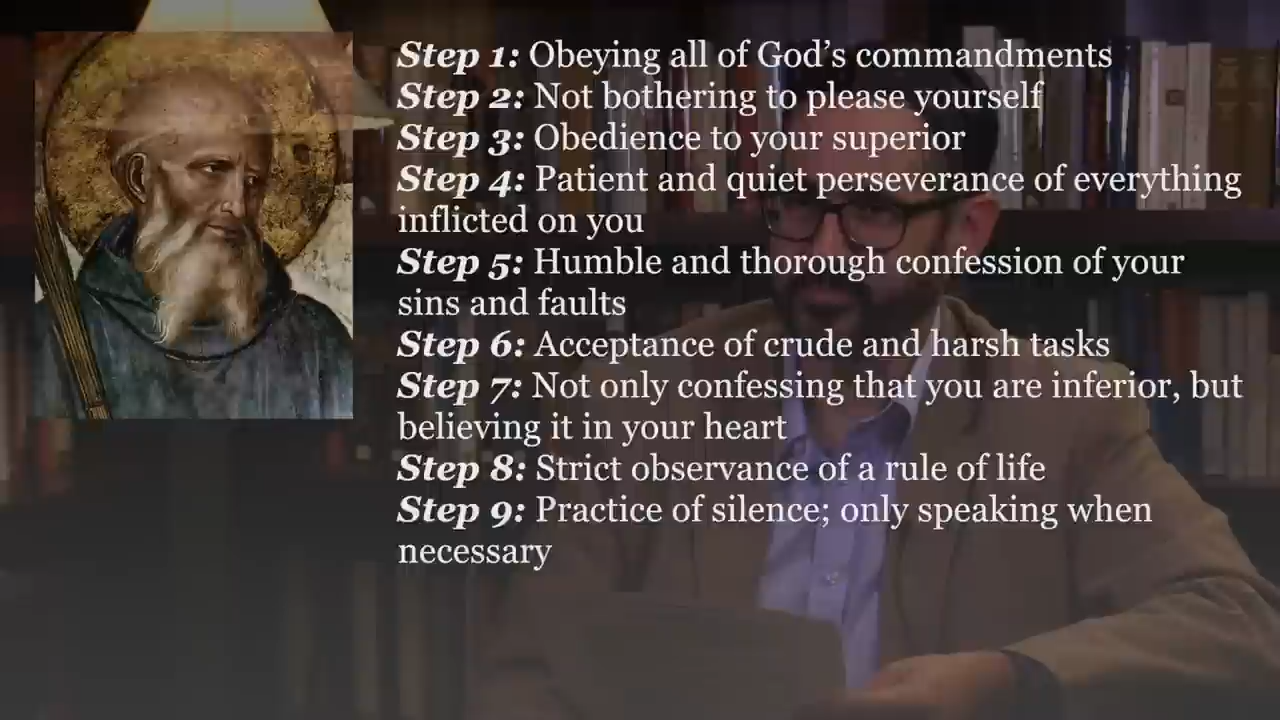 Step 1: Obeying all of God’s commandments
Step 2: Not bothering to please yourself
Step 3: Obedience to your superior
Step 4: Patient and quiet perseverance of everything
inflicted on you
Step 5: Humble and thorough confession of your
sins and faults
Step 6: Acceptance of crude and harsh tasks
Step 7: Not only confessing that you are inferior, but
believing it in your heart
Step 8: Strict observance of a rule of life
Step 9: Practice of silence; only speaking when
necessary